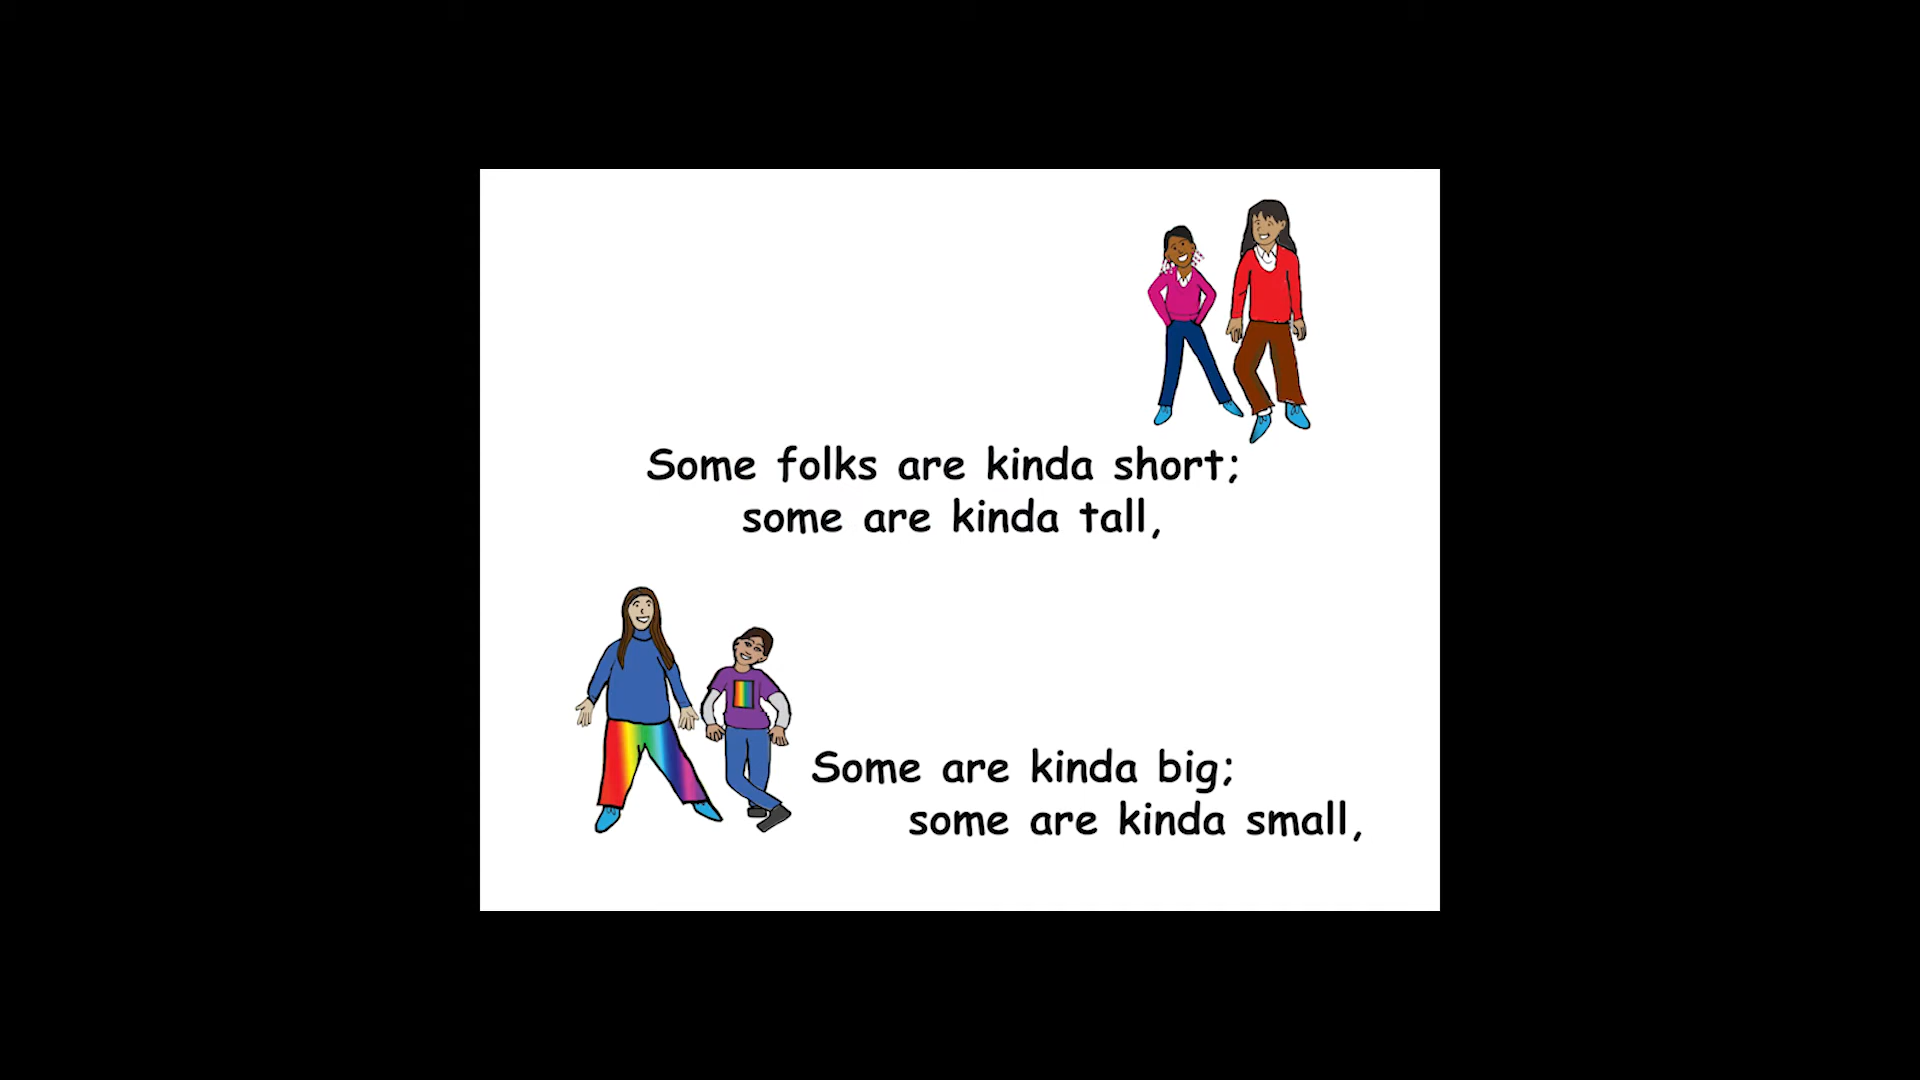 Some folks are kinda short;
some are kinda tall,
Some are kinda big;
some are kinda small,